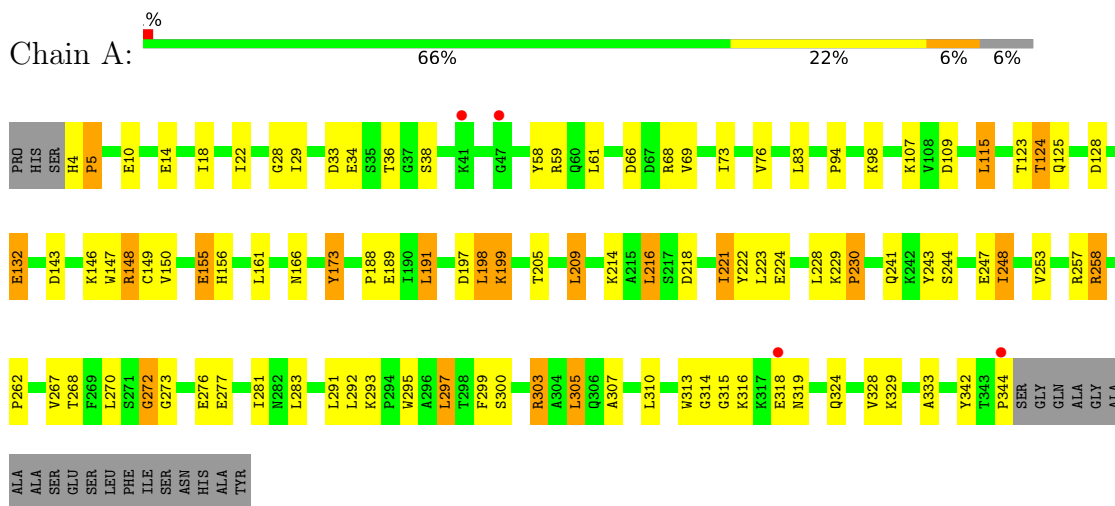 %
Chain A:
66% 22% 6% 6%
PRO HIS SER H4 P5 E10 E14 I18 I22 G28 I29 D33 E34 S35 T36 G37 S38 K41 G47 Y58 R59 Q60 L61 D66 D67 R68 V69 I73 V76 L83 P94 K98 K107 V108 D109 L115 T123 T124 Q125 D128
E132 D143 K146 W147 R148 C149 V150 E155 H156 L161 N166 Y173 P188 E189 I190 L191 D197 L198 K199 T205 L209 K214 A215 L216 S217 D218 I221 Y222 L223 E224 L228 K229 P230 Q241 K242 Y243 S244 E247 I248 V253 R257 R258
P262 V267 T268 F269 L270 S271 G272 G273 E276 E277 I281 N282 L283 L291 L292 K293 P294 W295 A296 L297 T298 F299 S300 R303 A304 L305 Q306 A307 L310 W313 G314 G315 K316 K317 E318 N319 Q324 V328 K329 A333 Y342 T343 P344 SER GLY GLN ALA GLY ALA
ALA ALA SER GLU SER LEU PHE ILE SER ASN HIS ALA TYR